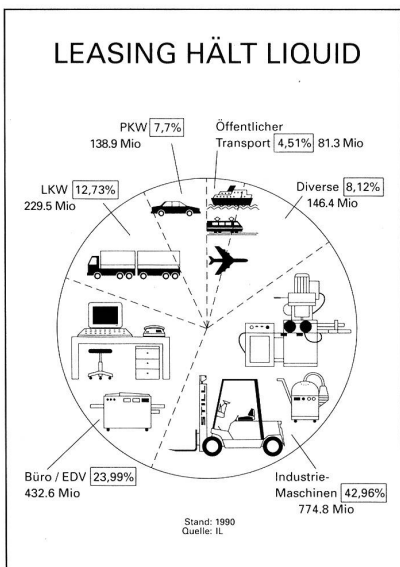 LEASING HÄLT LIQUID
PKW 7,7%
138.9 Mio
Öffentlicher
Transport 4,51% 81.3 Mio
LKW 12,73%
229.5 Mio
Diverse 8,12%
146.4 Mio
STILL
Büro / EDV 23,99%
432.6 Mio
Industrie-
Maschinen 42,96%
774.8 Mio
Stand: 1990
Quelle: IL